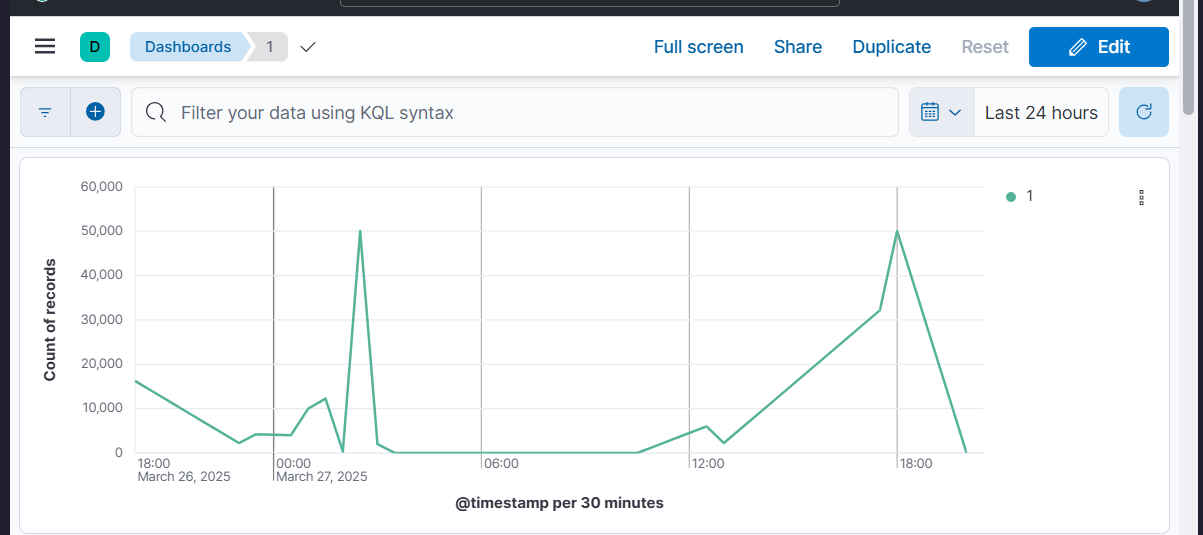 D Dashboards 1 Full screen Share Duplicate Reset Edit
Filter your data using KQL syntax Last 24 hours
60,000
50,000
40,000
30,000
20,000
10,000
0
Count of records
18:00 00:00 06:00 12:00 18:00
March 26, 2025 March 27, 2025
@timestamp per 30 minutes
1